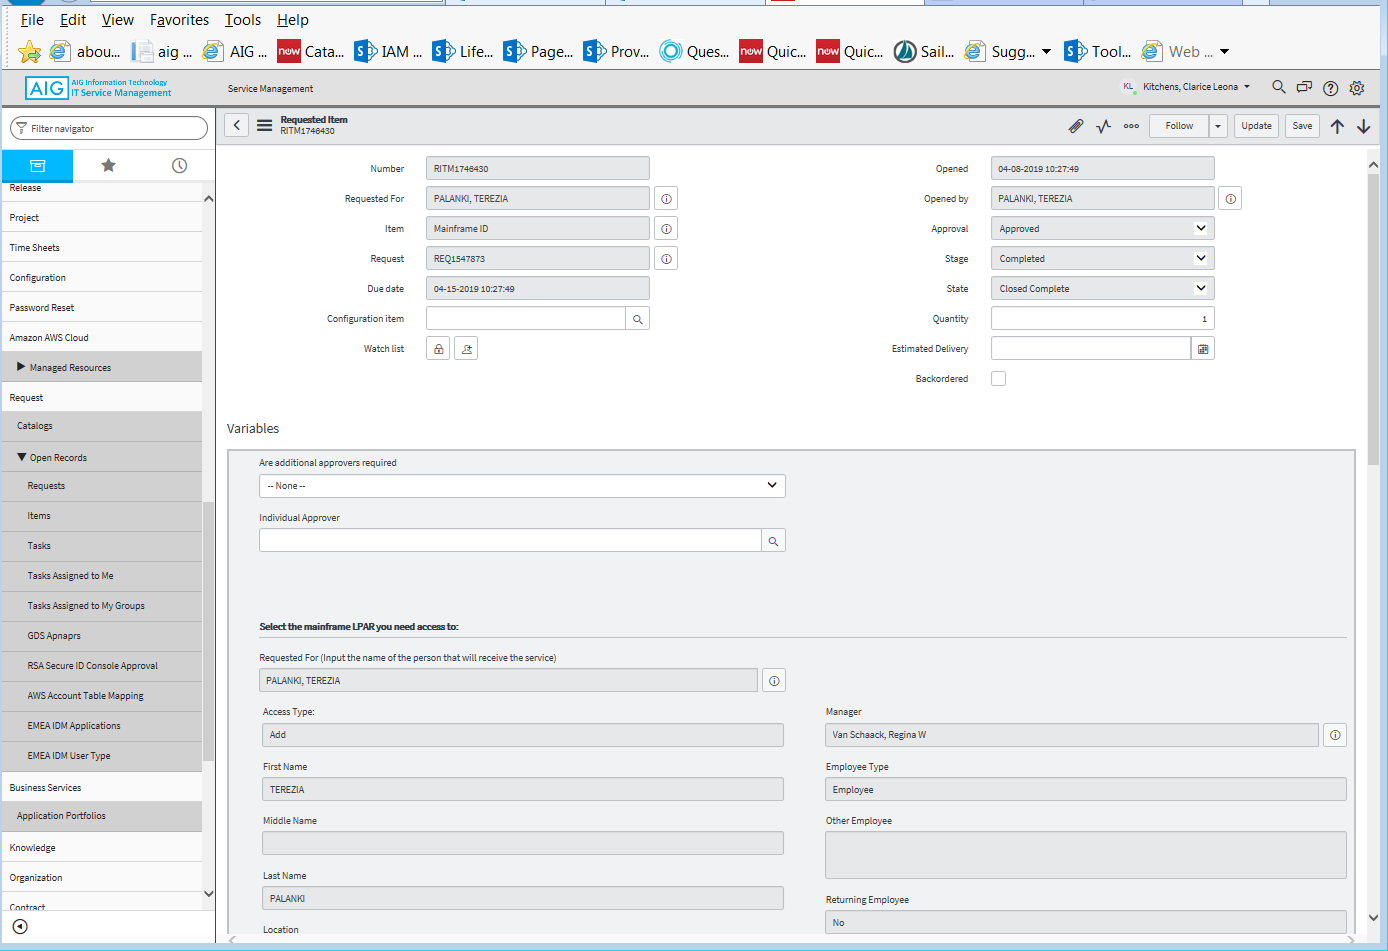 File Edit View Favorites Tools Help
abou... aig ... AIG ... now Cata... IAM ... Life... Page... Prov... Ques... now Quic... now Quic... Sail... Sugg... Tool... Web ...
AIG AIG Information Technology
IT Service Management
Service Management
KL Kitchens, Clarice Leona
Filter navigator
Release
Project
Time Sheets
Configuration
Password Reset
Amazon AWS Cloud
Managed Resources
Request
Catalogs
Open Records
Requests
Items
Tasks
Tasks Assigned to Me
Tasks Assigned to My Groups
GDS Apnaprs
RSA Secure ID Console Approval
AWS Account Table Mapping
EMEA IDM Applications
EMEA IDM User Type
Business Services
Application Portfolios
Knowledge
Organization
Contract
Requested Item
RITM1746430
Follow Update Save
Number RITM1746430
Requested For PALANKI, TEREZIA
Item Mainframe ID
Request REQ1547873
Due date 04-15-2019 10:27:49
Configuration item
Watch list
Opened 04-08-2019 10:27:49
Opened by PALANKI, TEREZIA
Approval Approved
Stage Completed
State Closed Complete
Quantity 1
Estimated Delivery
Backordered
Variables
Are additional approvers required
-- None --
Individual Approver
Select the mainframe LPAR you need access to:
Requested For (Input the name of the person that will receive the service)
PALANKI, TEREZIA
Access Type:
Add
First Name
TEREZIA
Middle Name
Last Name
PALANKI
Location
Manager
Van Schaack, Regina W
Employee Type
Employee
Other Employee
Returning Employee
No